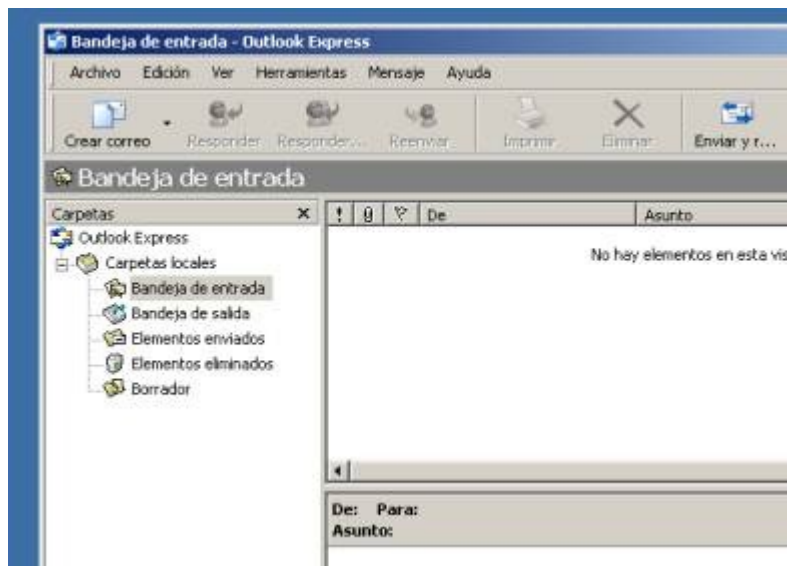 Bandeja de entrada - Outlook Express
Archivo Edición Ver Herramientas Mensaje Ayuda
Crear correo Responder Responder... Reenviar Imprimir Eliminar Enviar y r...
Bandeja de entrada
Carpetas De Asunto
Outlook Express
No hay elementos en esta vis
Carpetas locales
Bandeja de entrada
Bandeja de salida
Elementos enviados
Elementos eliminados
Borrador
De: Para:
Asunto: